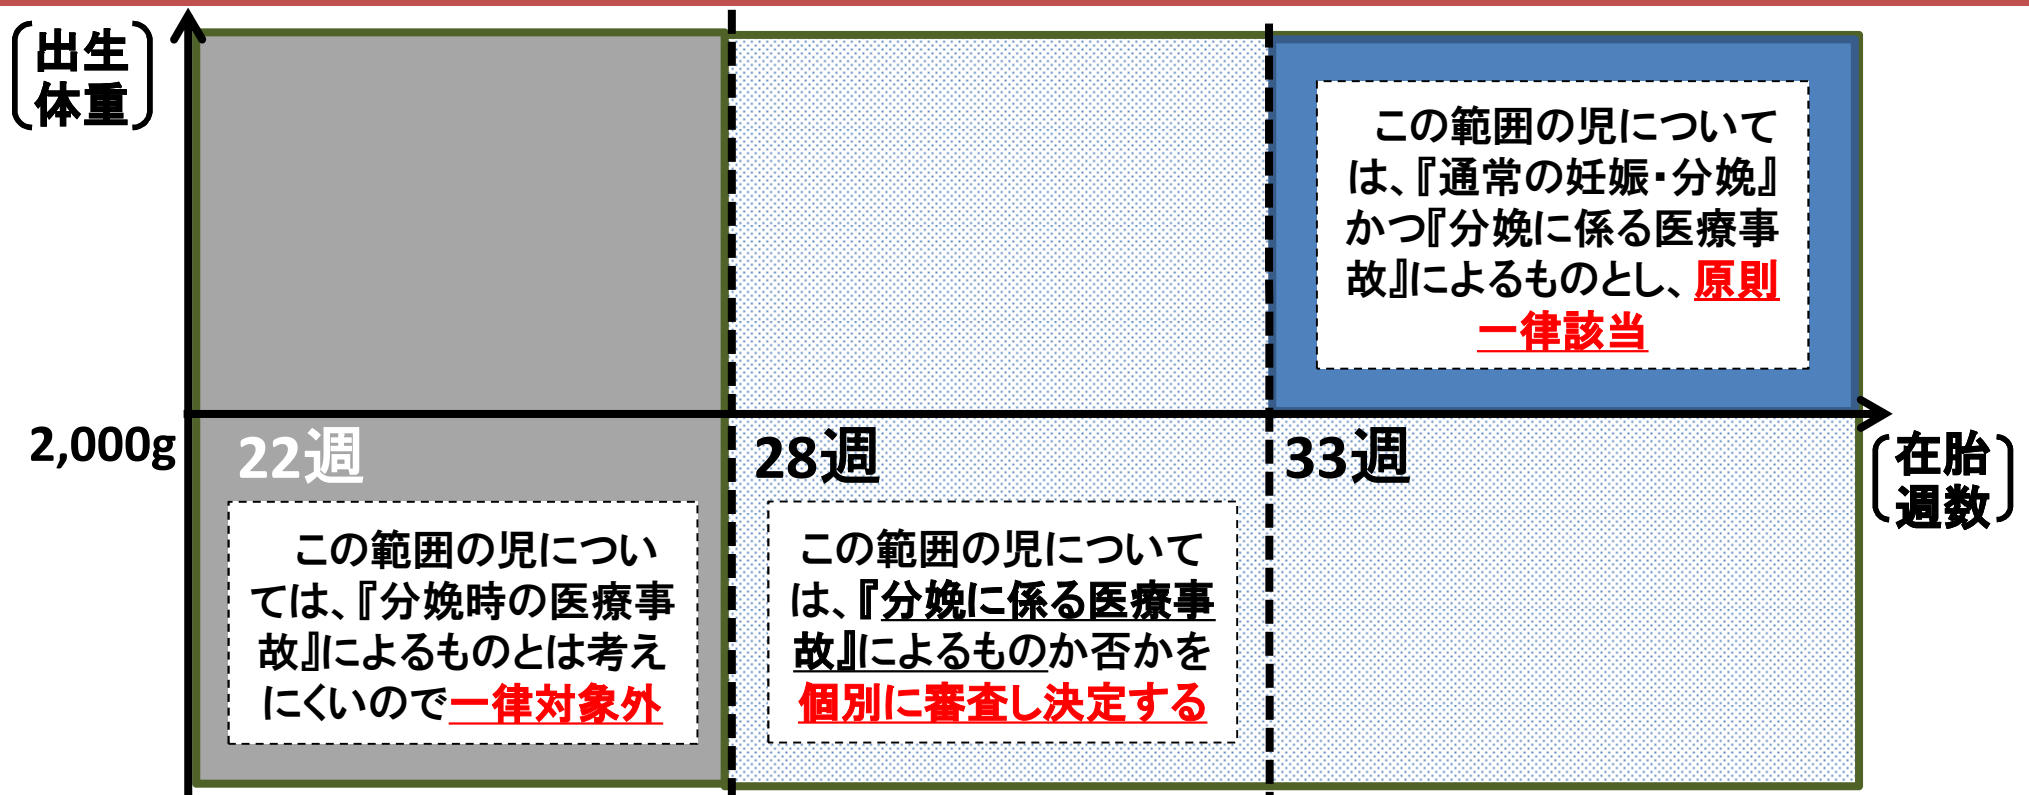 出生
体重
この範囲の児について
は、『通常の妊娠・分娩』
かつ『分娩に係る医療事
故』によるものとし、原則
一律該当
2,000g
22週
28週
33週
在胎
週数
この範囲の児につい
ては、『分娩時の医療事
故』によるものとは考え
にくいので一律対象外
この範囲の児について
は、『分娩に係る医療事
故』によるものか否かを
個別に審査し決定する